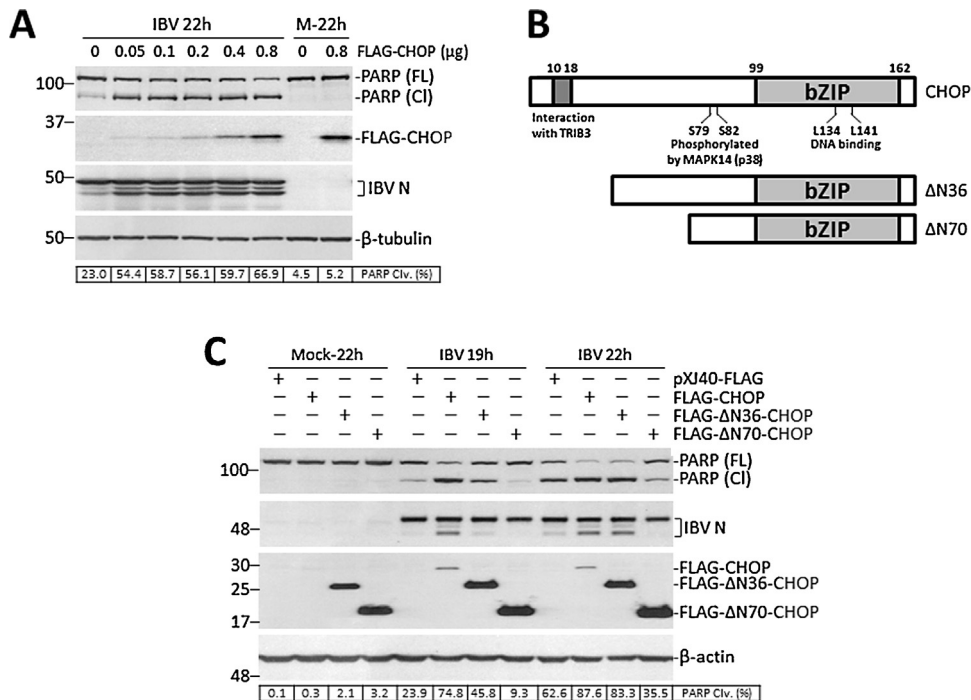 A
IBV 22h M-22h
0 0.05 0.1 0.2 0.4 0.8 0 0.8 FLAG-CHOP (µg)
100 PARP (FL)
PARP (Cl)
37
FLAG-CHOP
50
IBV N
50 β-tubulin
23.0 54.4 58.7 56.1 59.7 66.9 4.5 5.2 PARP Clv. (%)
B
10 18 99 162
bZIP CHOP
Interaction with TRIB3
S79 S82
Phosphorylated by MAPK14 (p38)
L134 L141
DNA binding
bZIP ΔN36
bZIP ΔN70
C
Mock-22h IBV 19h IBV 22h
+ − − − + − − − + − − − pXJ40-FLAG
− + − − − + − − − + − − FLAG-CHOP
− − + − − − + − − − + − FLAG-ΔN36-CHOP
− − − + − − − + − − − + FLAG-ΔN70-CHOP
100 PARP (FL)
PARP (Cl)
48 IBV N
30 FLAG-CHOP
25 FLAG-ΔN36-CHOP
17 FLAG-ΔN70-CHOP
β-actin
48
0.1 0.3 2.1 3.2 23.9 74.8 45.8 9.3 62.6 87.6 83.3 35.5 PARP Clv. (%)